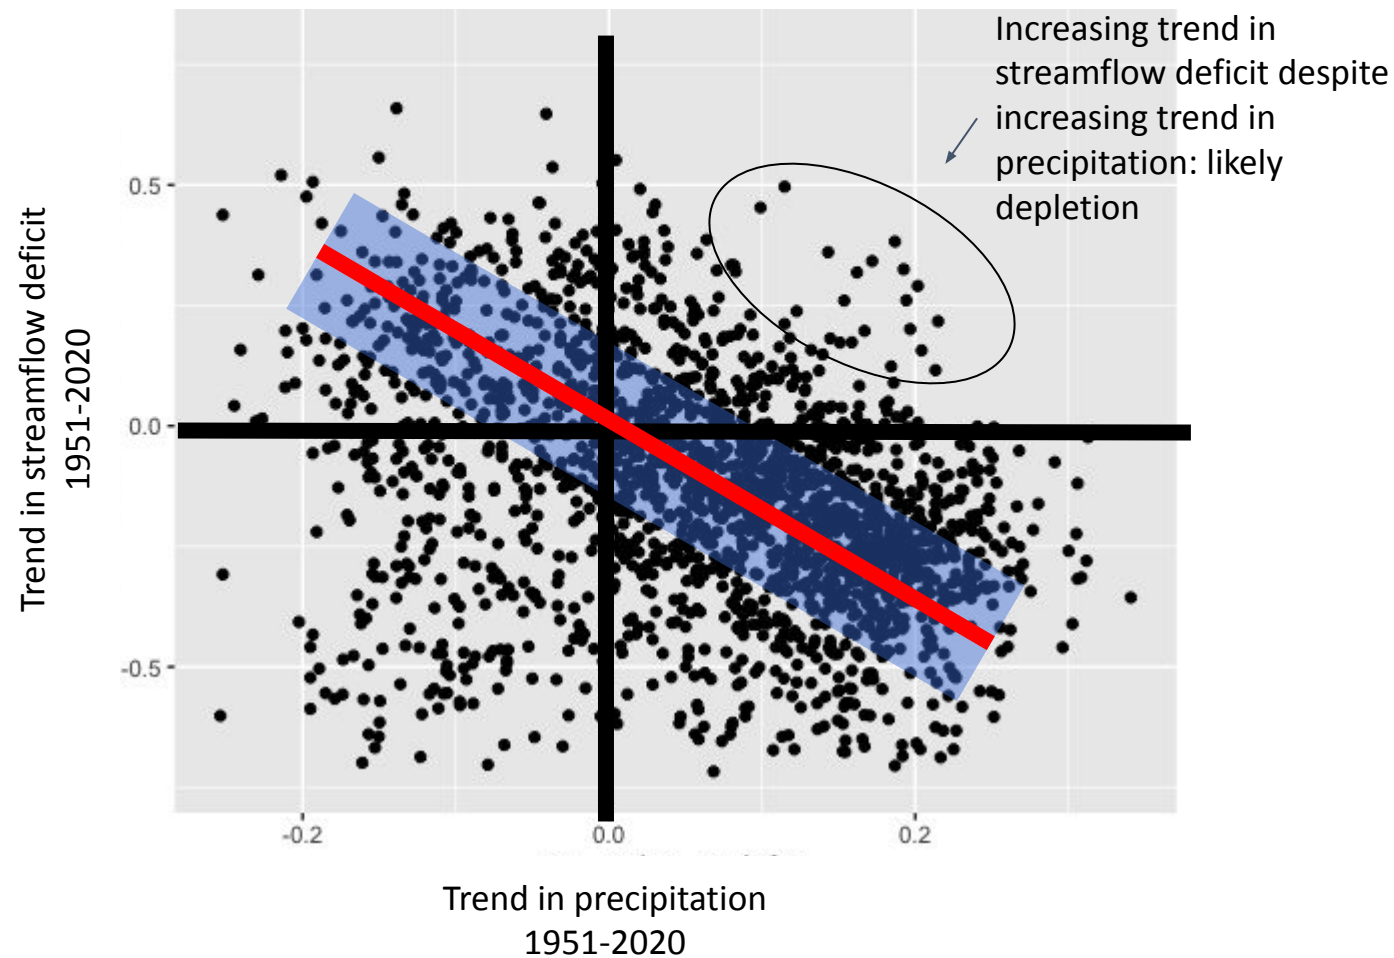 Increasing trend in
streamflow deficit despite
increasing trend in
precipitation: likely
depletion
Trend in streamflow deficit
1951-2020
0.5
0.0
-0.5
-0.2
0.0
0.2
Trend in precipitation
1951-2020